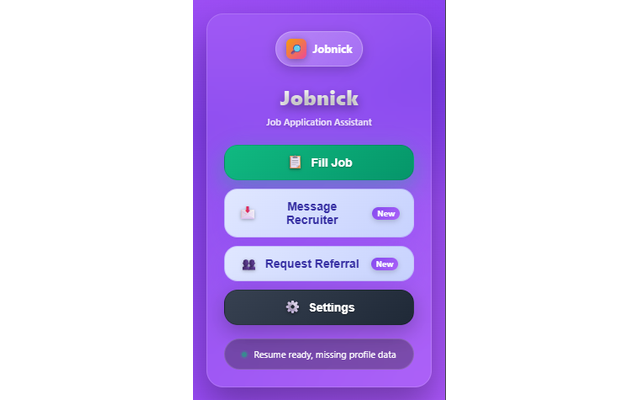 Jobnick
Jobnick
Job Application Assistant
Fill Job
Message
Recruiter
New
Request Referral
New
Settings
Resume ready, missing profile data